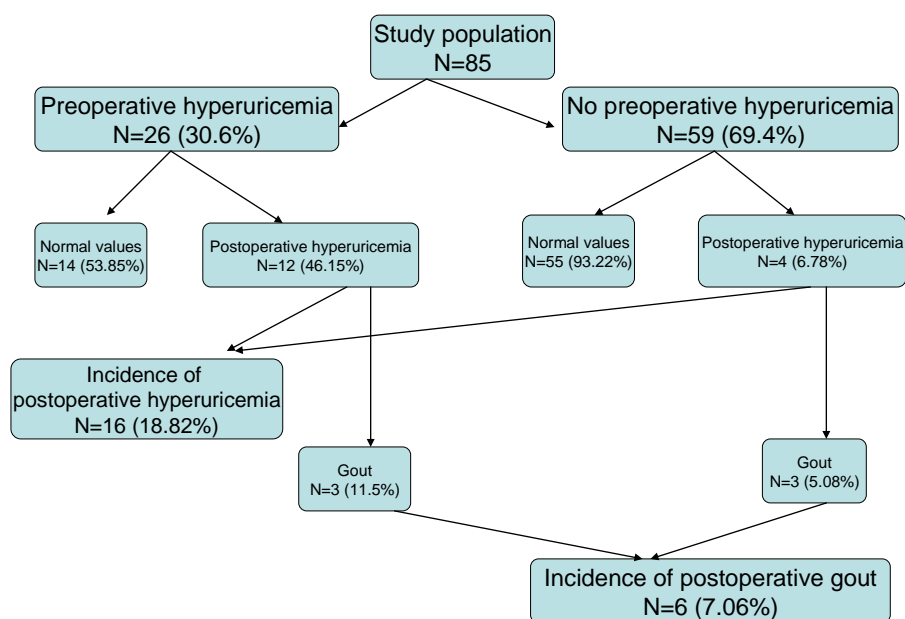 Study population
N=85
Preoperative hyperuricemia
N=26 (30.6%)
No preoperative hyperuricemia
N=59 (69.4%)
Normal values
N=14 (53.85%)
Postoperative hyperuricemia
N=12 (46.15%)
Normal values
N=55 (93.22%)
Postoperative hyperuricemia
N=4 (6.78%)
Incidence of
postoperative hyperuricemia
N=16 (18.82%)
Gout
N=3 (11.5%)
Gout
N=3 (5.08%)
Incidence of postoperative gout
N=6 (7.06%)